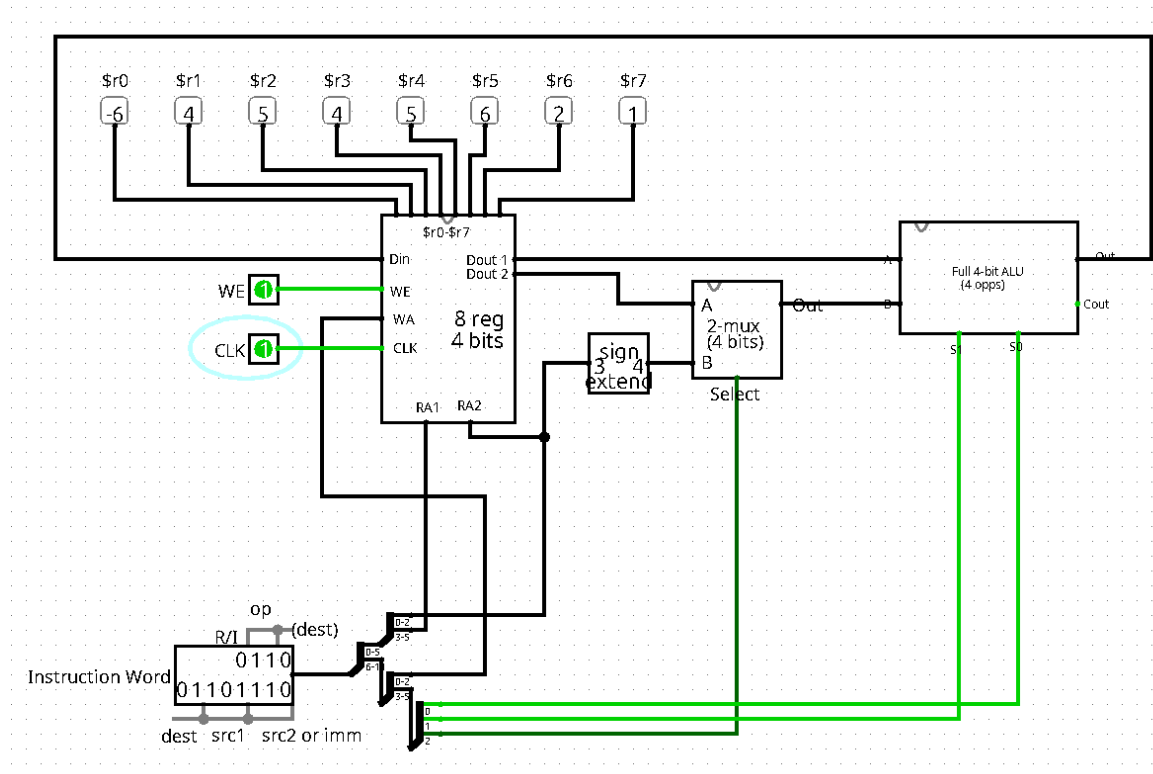 $r0 $r1 $r2 $r3 $r4 $r5 $r6 $r7
-6 4 5 4 5 6 2 1
$r0-$r7
Din
Dout 1
Dout 2
WE 1
WE
WA
8 reg
4 bits
CLK 1
CLK
RA1 RA2
sign
3 4
extend
A
2-mux
(4 bits)
B
Out
Select
A
Full 4-bit ALU
(4 opps)
Out
B
Cout
S1 S0
op
R/I
(dest)
0110
Instruction Word
01101110
dest src1 src2 or imm
0-2
3-5
0-5
6-1
0-2
3-5
0
1
2